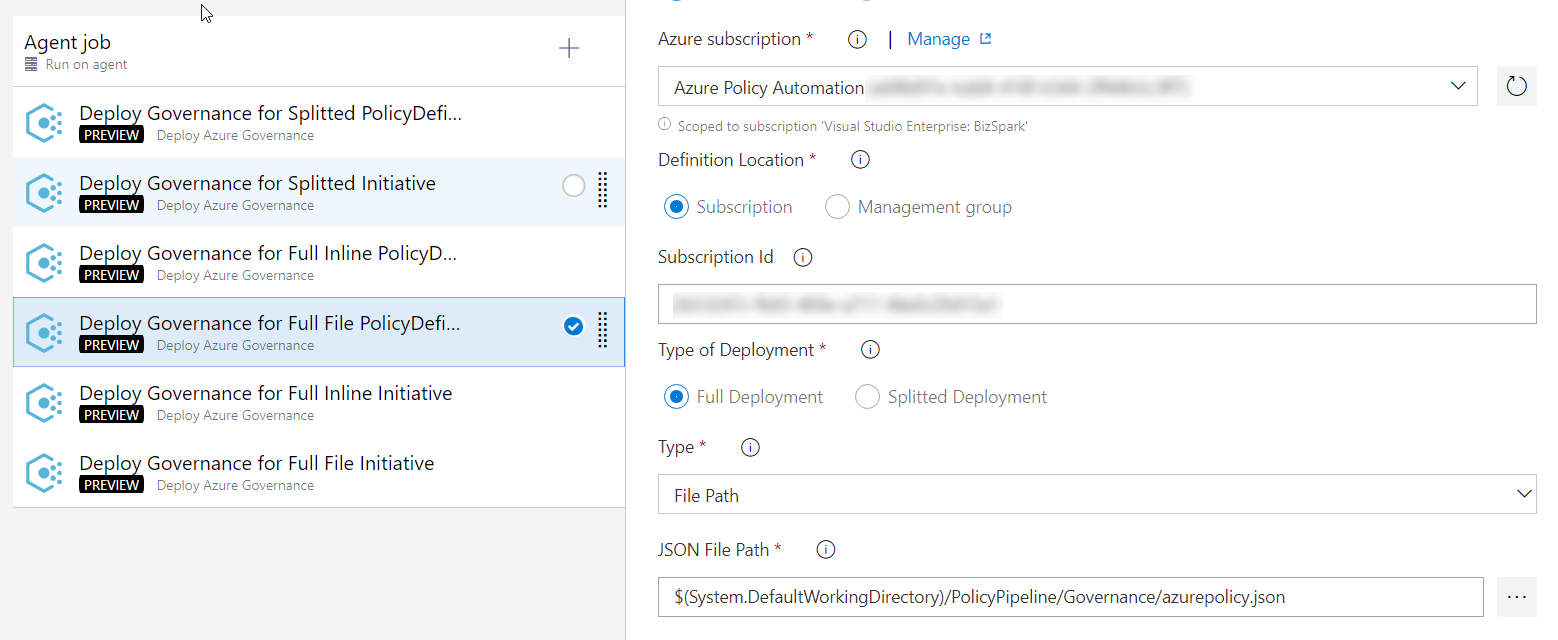 Agent job
Run on agent
Deploy Governance for Splitted PolicyDefi...
PREVIEW Deploy Azure Governance
Deploy Governance for Splitted Initiative
PREVIEW Deploy Azure Governance
Deploy Governance for Full Inline PolicyD...
PREVIEW Deploy Azure Governance
Deploy Governance for Full File PolicyDefi...
PREVIEW Deploy Azure Governance
Deploy Governance for Full Inline Initiative
PREVIEW Deploy Azure Governance
Deploy Governance for Full File Initiative
PREVIEW Deploy Azure Governance
Azure subscription * | Manage
Azure Policy Automation
Scoped to subscription 'Visual Studio Enterprise: BizSpark'
Definition Location *
Subscription Management group
Subscription Id
Type of Deployment *
Full Deployment Splitted Deployment
Type *
File Path
JSON File Path *
$(System.DefaultWorkingDirectory)/PolicyPipeline/Governance/azurepolicy.json
...